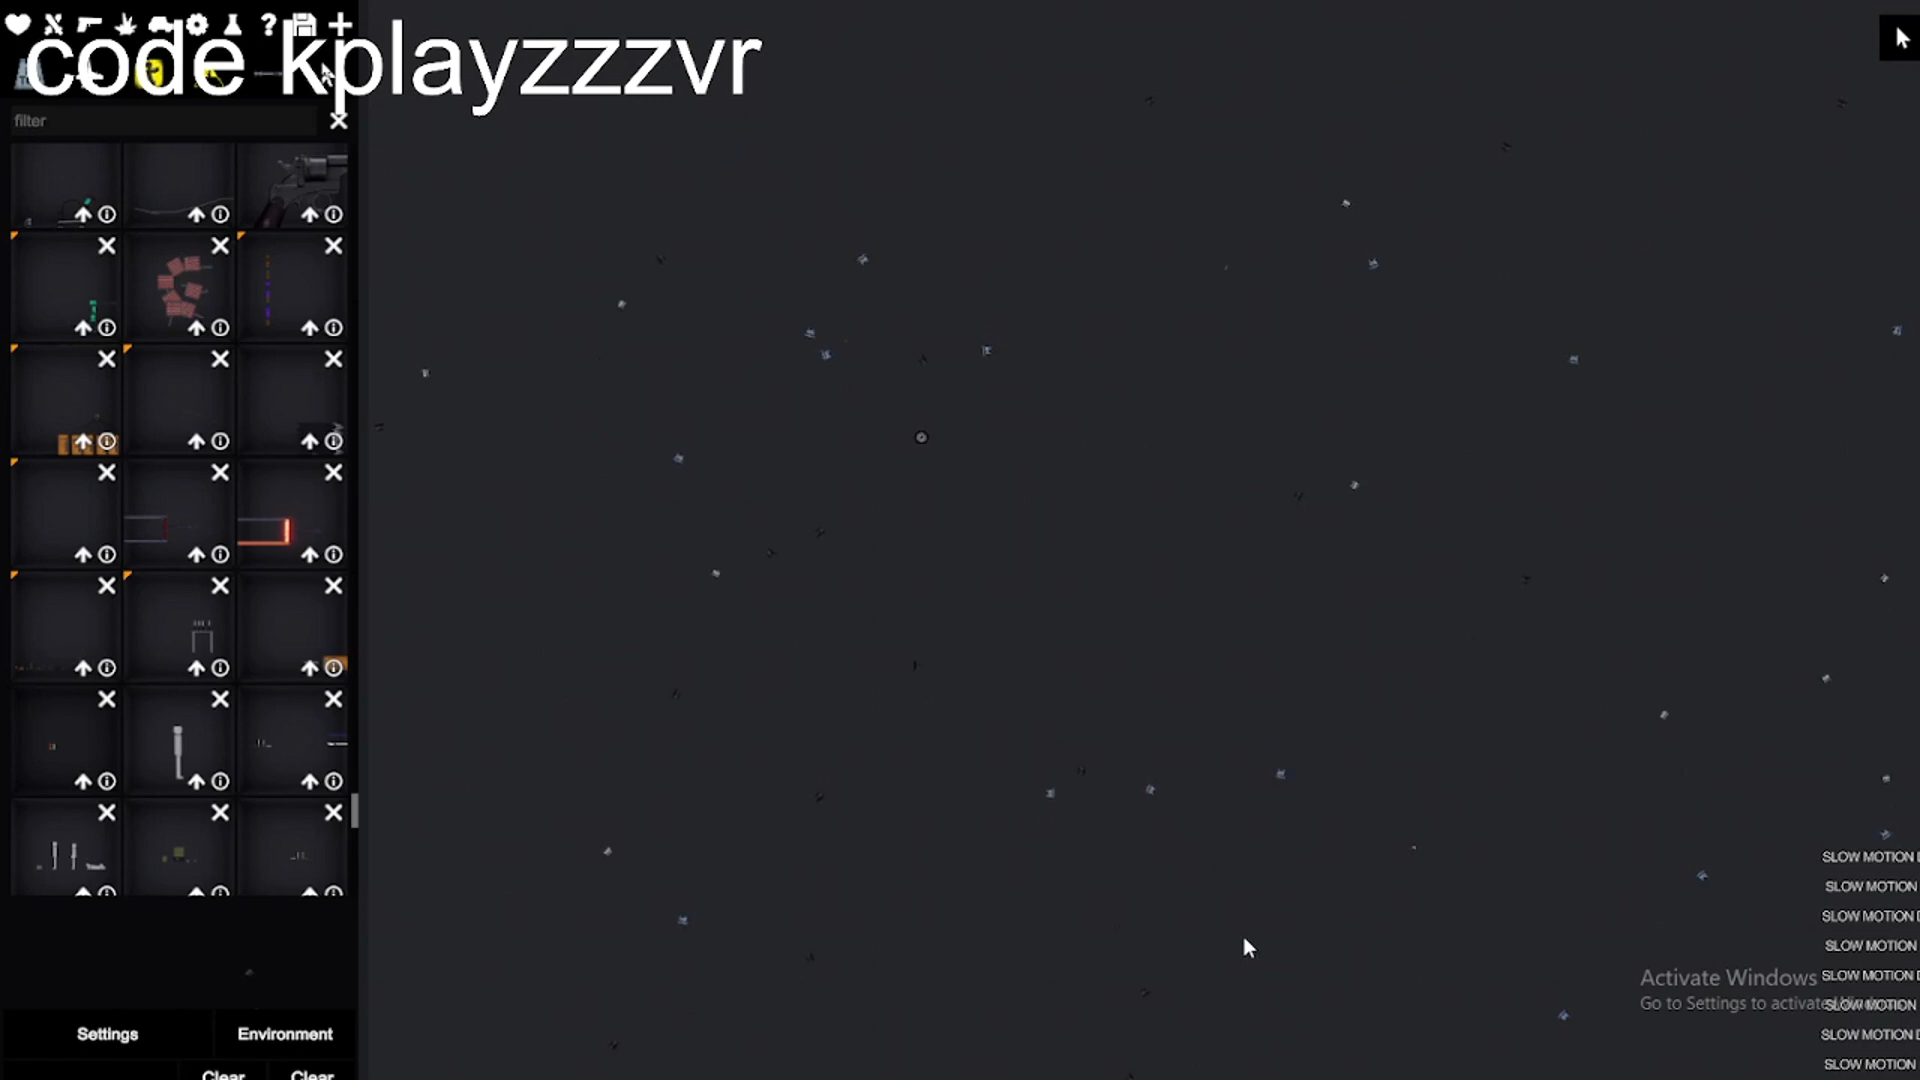 code kplayzzzvr
filter
SLOW MOTION D
SLOW MOTION
SLOW MOTION D
SLOW MOTION
Activate Windows
SLOW MOTION D
Go to Settings to activate Windows.
SLOW MOTION
SLOW MOTION D
SLOW MOTION
Settings
Environment
Clear
Clear